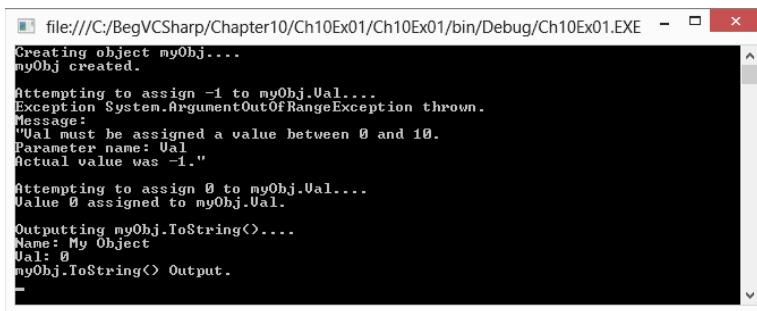 file:///C:/BegVCSharp/Chapter10/Ch10Ex01/Ch10Ex01/bin/Debug/Ch10Ex01.EXE
Creating object myObj....
myObj created.
Attempting to assign -1 to myObj.Val....
Exception System.ArgumentOutOfRangeException thrown.
Message:
"Val must be assigned a value between 0 and 10.
Parameter name: Val
Actual value was -1."
Attempting to assign 0 to myObj.Val....
Value 0 assigned to myObj.Val.
Outputting myObj.ToString()....
Name: My Object
Val: 0
myObj.ToString() Output.